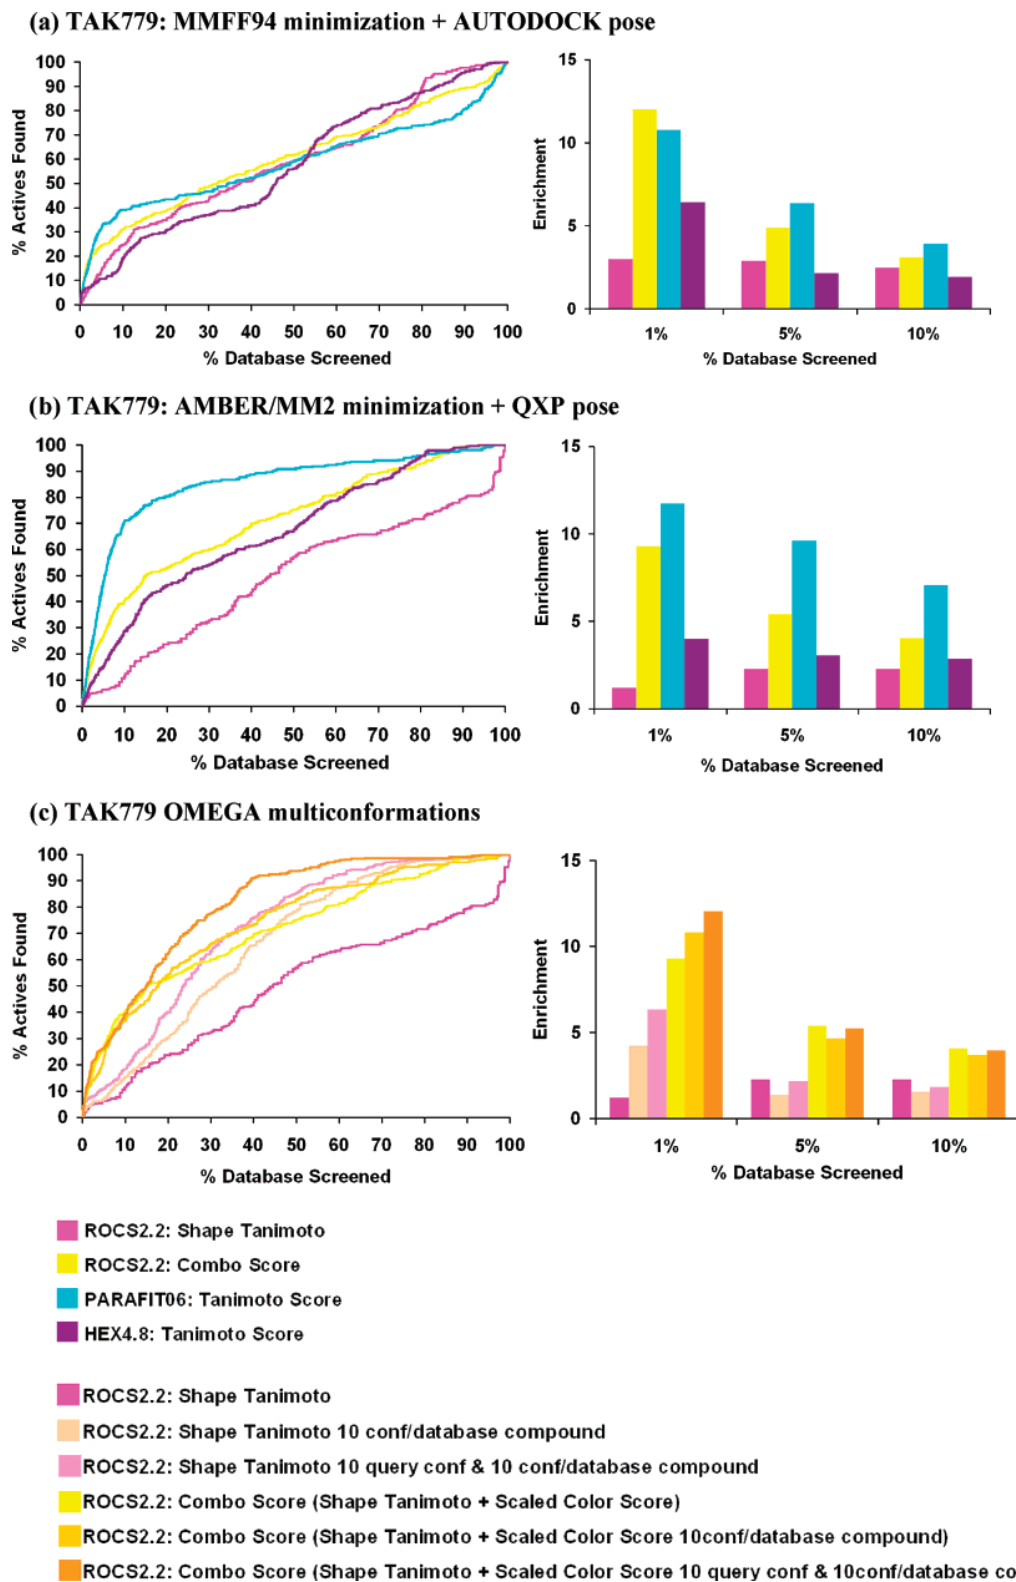 (a) TAK779: MMFF94 minimization + AUTODOCK pose
% Actives Found
100
90
80
70
60
50
40
30
20
10
0
0 10 20 30 40 50 60 70 80 90 100
% Database Screened
Enrichment
15
10
5
0
1% 5% 10%
% Database Screened
(b) TAK779: AMBER/MM2 minimization + QXP pose
% Actives Found
100
90
80
70
60
50
40
30
20
10
0
0 10 20 30 40 50 60 70 80 90 100
% Database Screened
Enrichment
15
10
5
0
1% 5% 10%
% Database Screened
(c) TAK779 OMEGA multiconformations
% Actives Found
100
90
80
70
60
50
40
30
20
10
0
0 10 20 30 40 50 60 70 80 90 100
% Database Screened
Enrichment
15
10
5
0
1% 5% 10%
% Database Screened
ROCS2.2: Shape Tanimoto
ROCS2.2: Combo Score
PARAFIT06: Tanimoto Score
HEX4.8: Tanimoto Score
ROCS2.2: Shape Tanimoto
ROCS2.2: Shape Tanimoto 10 conf/database compound
ROCS2.2: Shape Tanimoto 10 query conf & 10 conf/database compound
ROCS2.2: Combo Score (Shape Tanimoto + Scaled Color Score)
ROCS2.2: Combo Score (Shape Tanimoto + Scaled Color Score 10conf/database compound)
ROCS2.2: Combo Score (Shape Tanimoto + Scaled Color Score 10 query conf & 10conf/database co